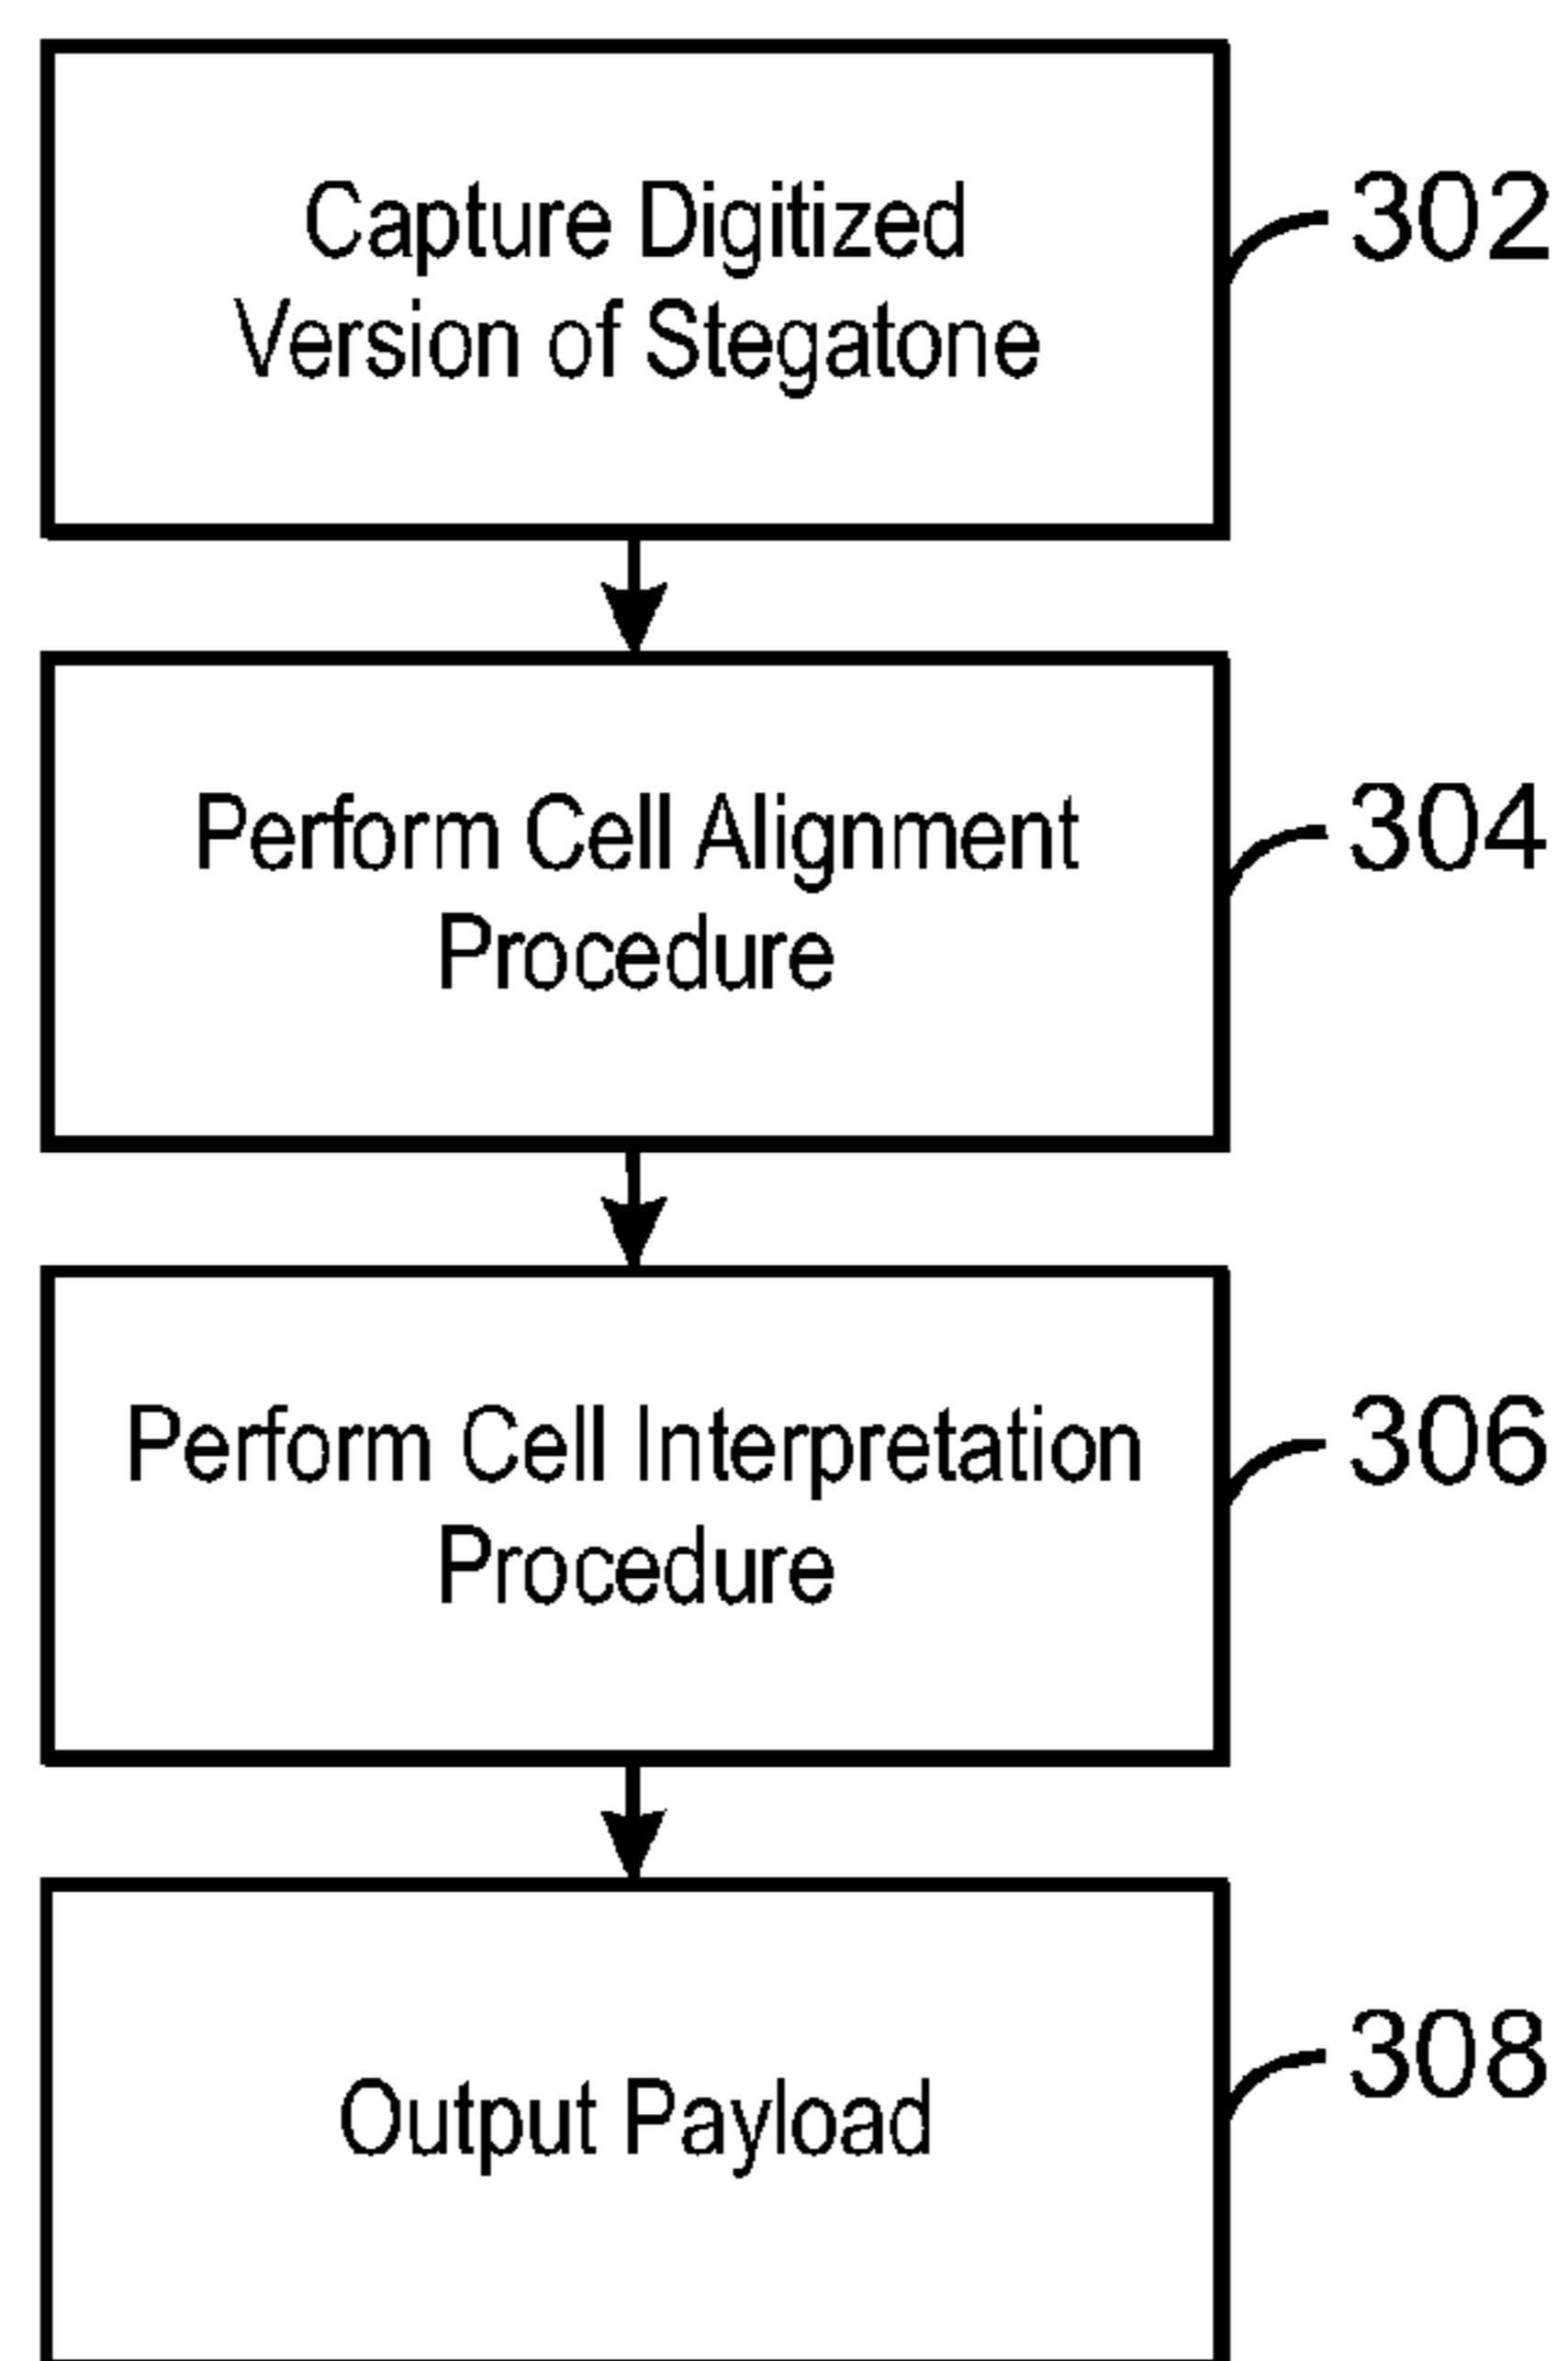 Capture Digitized
Version of Stegatone
302
Perform Cell Alignment
Procedure
304
Perform Cell Interpretation
Procedure
306
Output Payload
308